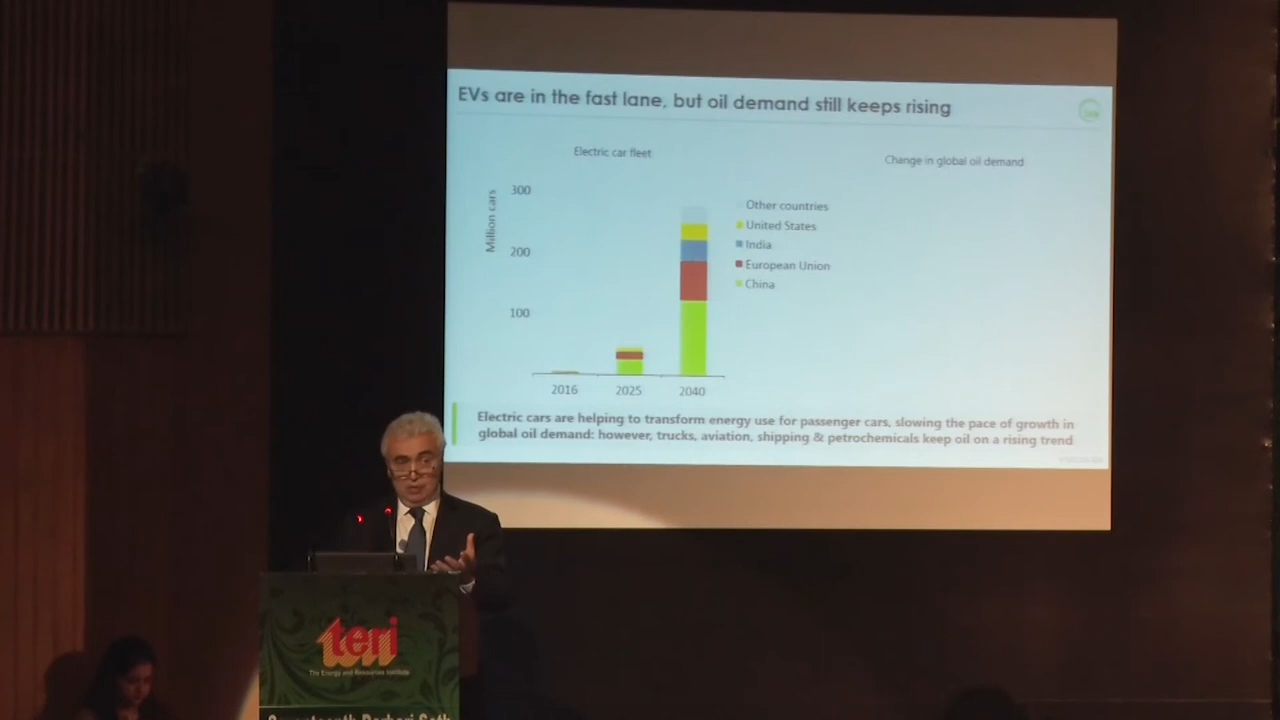 EVs are in the fast lane, but oil demand still keeps rising
Electric car fleet
Change in global oil demand
Million cars
300
200
100
2016
2025
2040
Other countries
United States
India
European Union
China
Electric cars are helping to transform energy use for passenger cars, slowing the pace of growth in
global oil demand: however, trucks, aviation, shipping & petrochemicals keep oil on a rising trend
teri
The Energy and Resources Institute
Seventeenth Darbari Seth